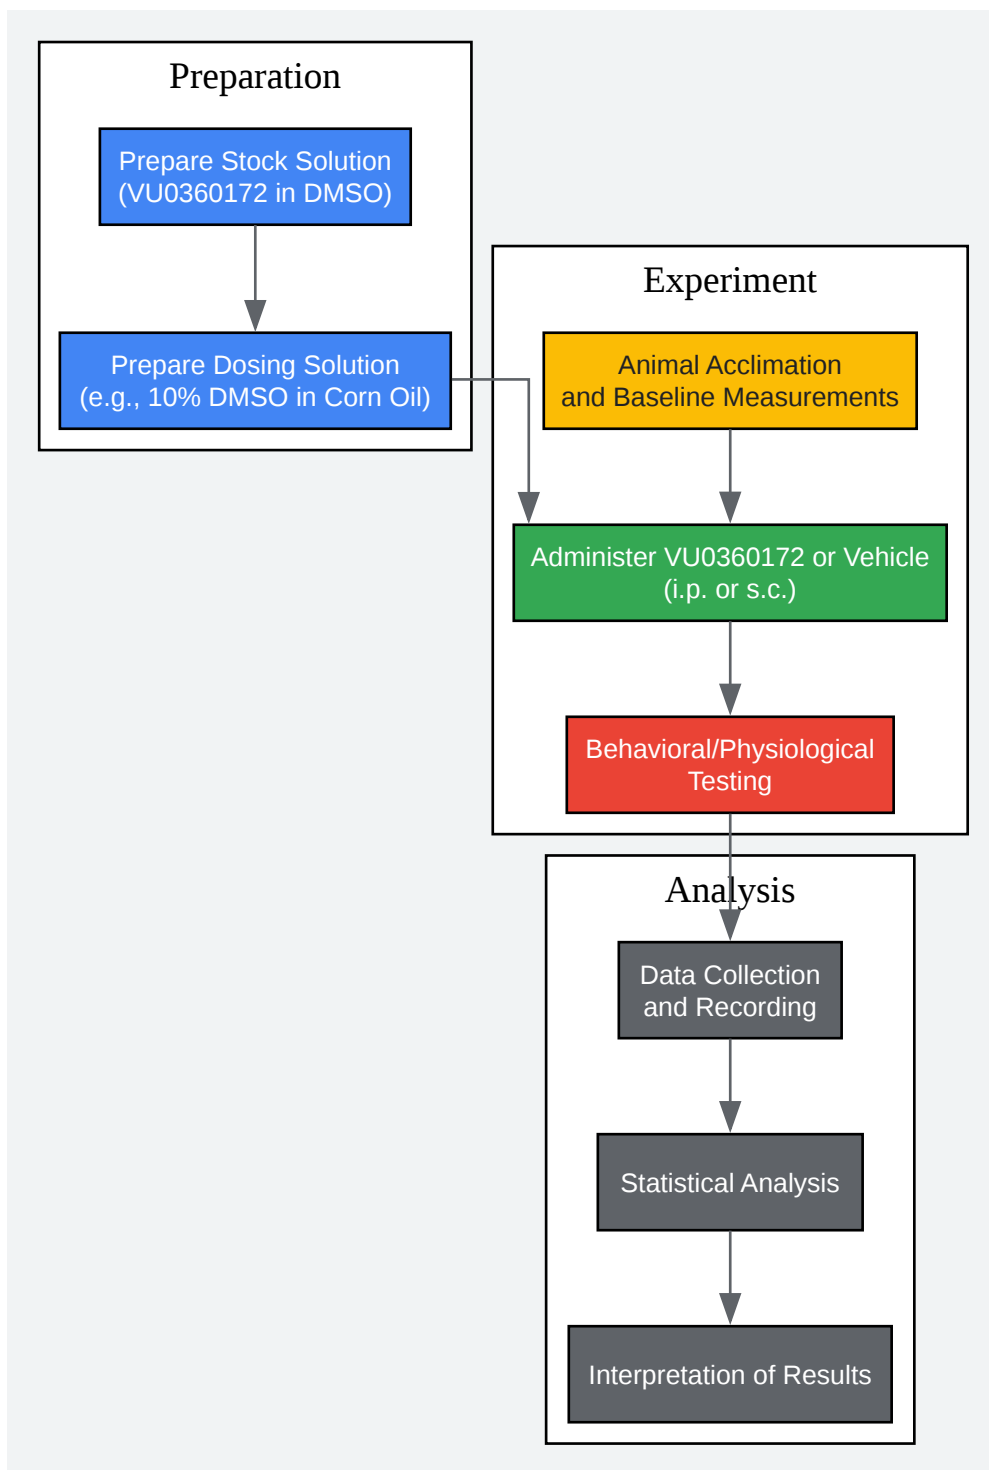 Preparation
Prepare Stock Solution
(VU0360172 in DMSO)
Prepare Dosing Solution
(e.g., 10% DMSO in Corn Oil)
Experiment
Animal Acclimation
and Baseline Measurements
Administer VU0360172 or Vehicle
(i.p. or s.c.)
Behavioral/Physiological
Testing
Analysis
Data Collection
and Recording
Statistical Analysis
Interpretation of Results